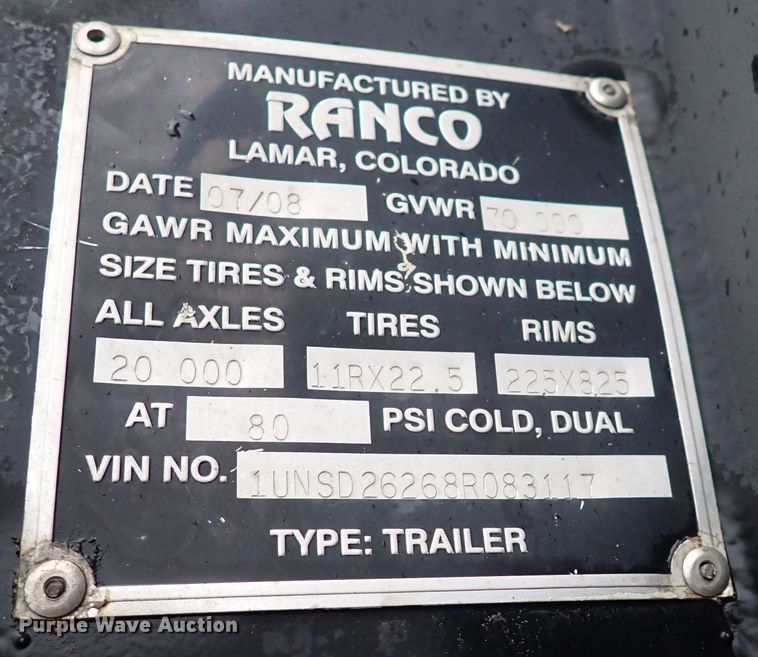 MANUFACTURED BY
RANCO
LAMAR, COLORADO
DATE 07/08 GVWR 70 000
GAWR MAXIMUM WITH MINIMUM
SIZE TIRES & RIMS SHOWN BELOW
ALL AXLES TIRES RIMS
20 000 11RX22.5 225X825
AT 80 PSI COLD, DUAL
VIN NO. 1UNSD26268R083117
TYPE: TRAILER
Purple Wave Auction